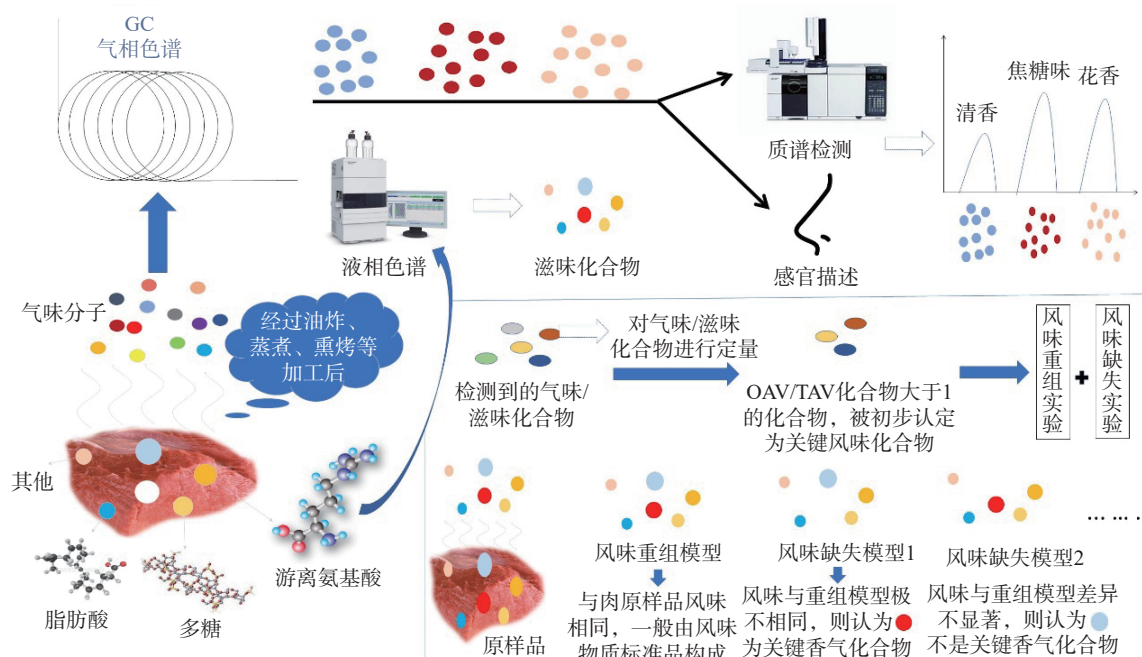 GC
气相色谱
焦糖味
花香
清香
质谱检测
液相色谱
滋味化合物
感官描述
气味分子
经过油炸、
蒸煮、熏烤等
加工后
其他
脂肪酸
多糖
游离氨基酸
对气味/滋味
化合物进行定量
检测到的气味/
滋味化合物
OAV/TAV化合物大于1
的化合物，被初步认定
为关键风味化合物
风味重组实验
+
风味缺失实验
原样品
风味重组模型
与肉原样品风味
相同，一般由风味
物质标准品构成
风味缺失模型1
风味与重组模型极
不相同，则认为
为关键香气化合物
风味缺失模型2
风味与重组模型差异
不显著，则认为
不是关键香气化合物
… … …